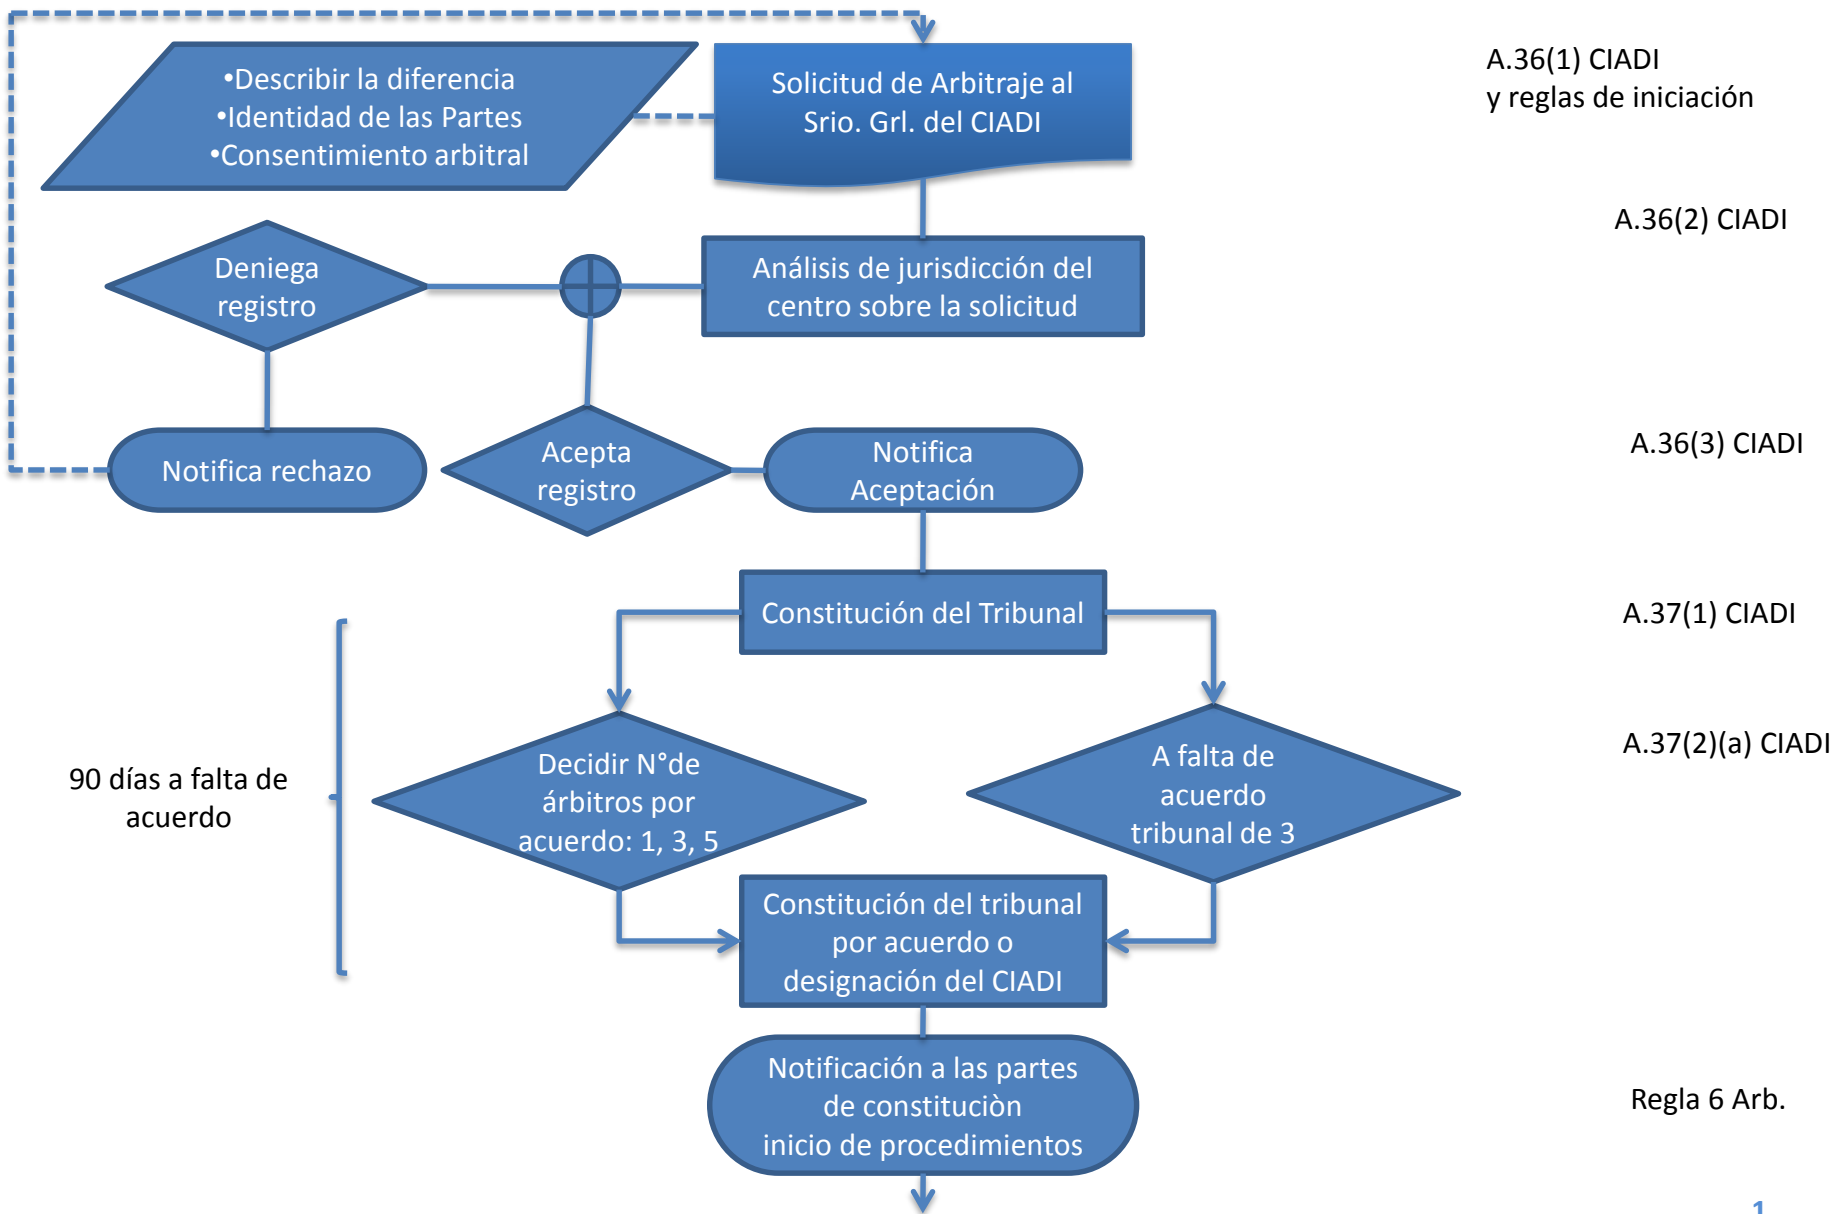 •Describir la diferencia
•Identidad de las Partes
•Consentimiento arbitral
Solicitud de Arbitraje al
Srio. Grl. del CIADI
A.36(1) CIADI
y reglas de iniciación
A.36(2) CIADI
Deniega
registro
Análisis de jurisdicción del
centro sobre la solicitud
Notifica rechazo
Acepta
registro
Notifica
Aceptación
A.36(3) CIADI
Constitución del Tribunal
A.37(1) CIADI
90 días a falta de
acuerdo
Decidir N°de
árbitros por
acuerdo: 1, 3, 5
A falta de
acuerdo
tribunal de 3
A.37(2)(a) CIADI
Constitución del tribunal
por acuerdo o
designación del CIADI
Notificación a las partes
de constituciòn
inicio de procedimientos
Regla 6 Arb.
1